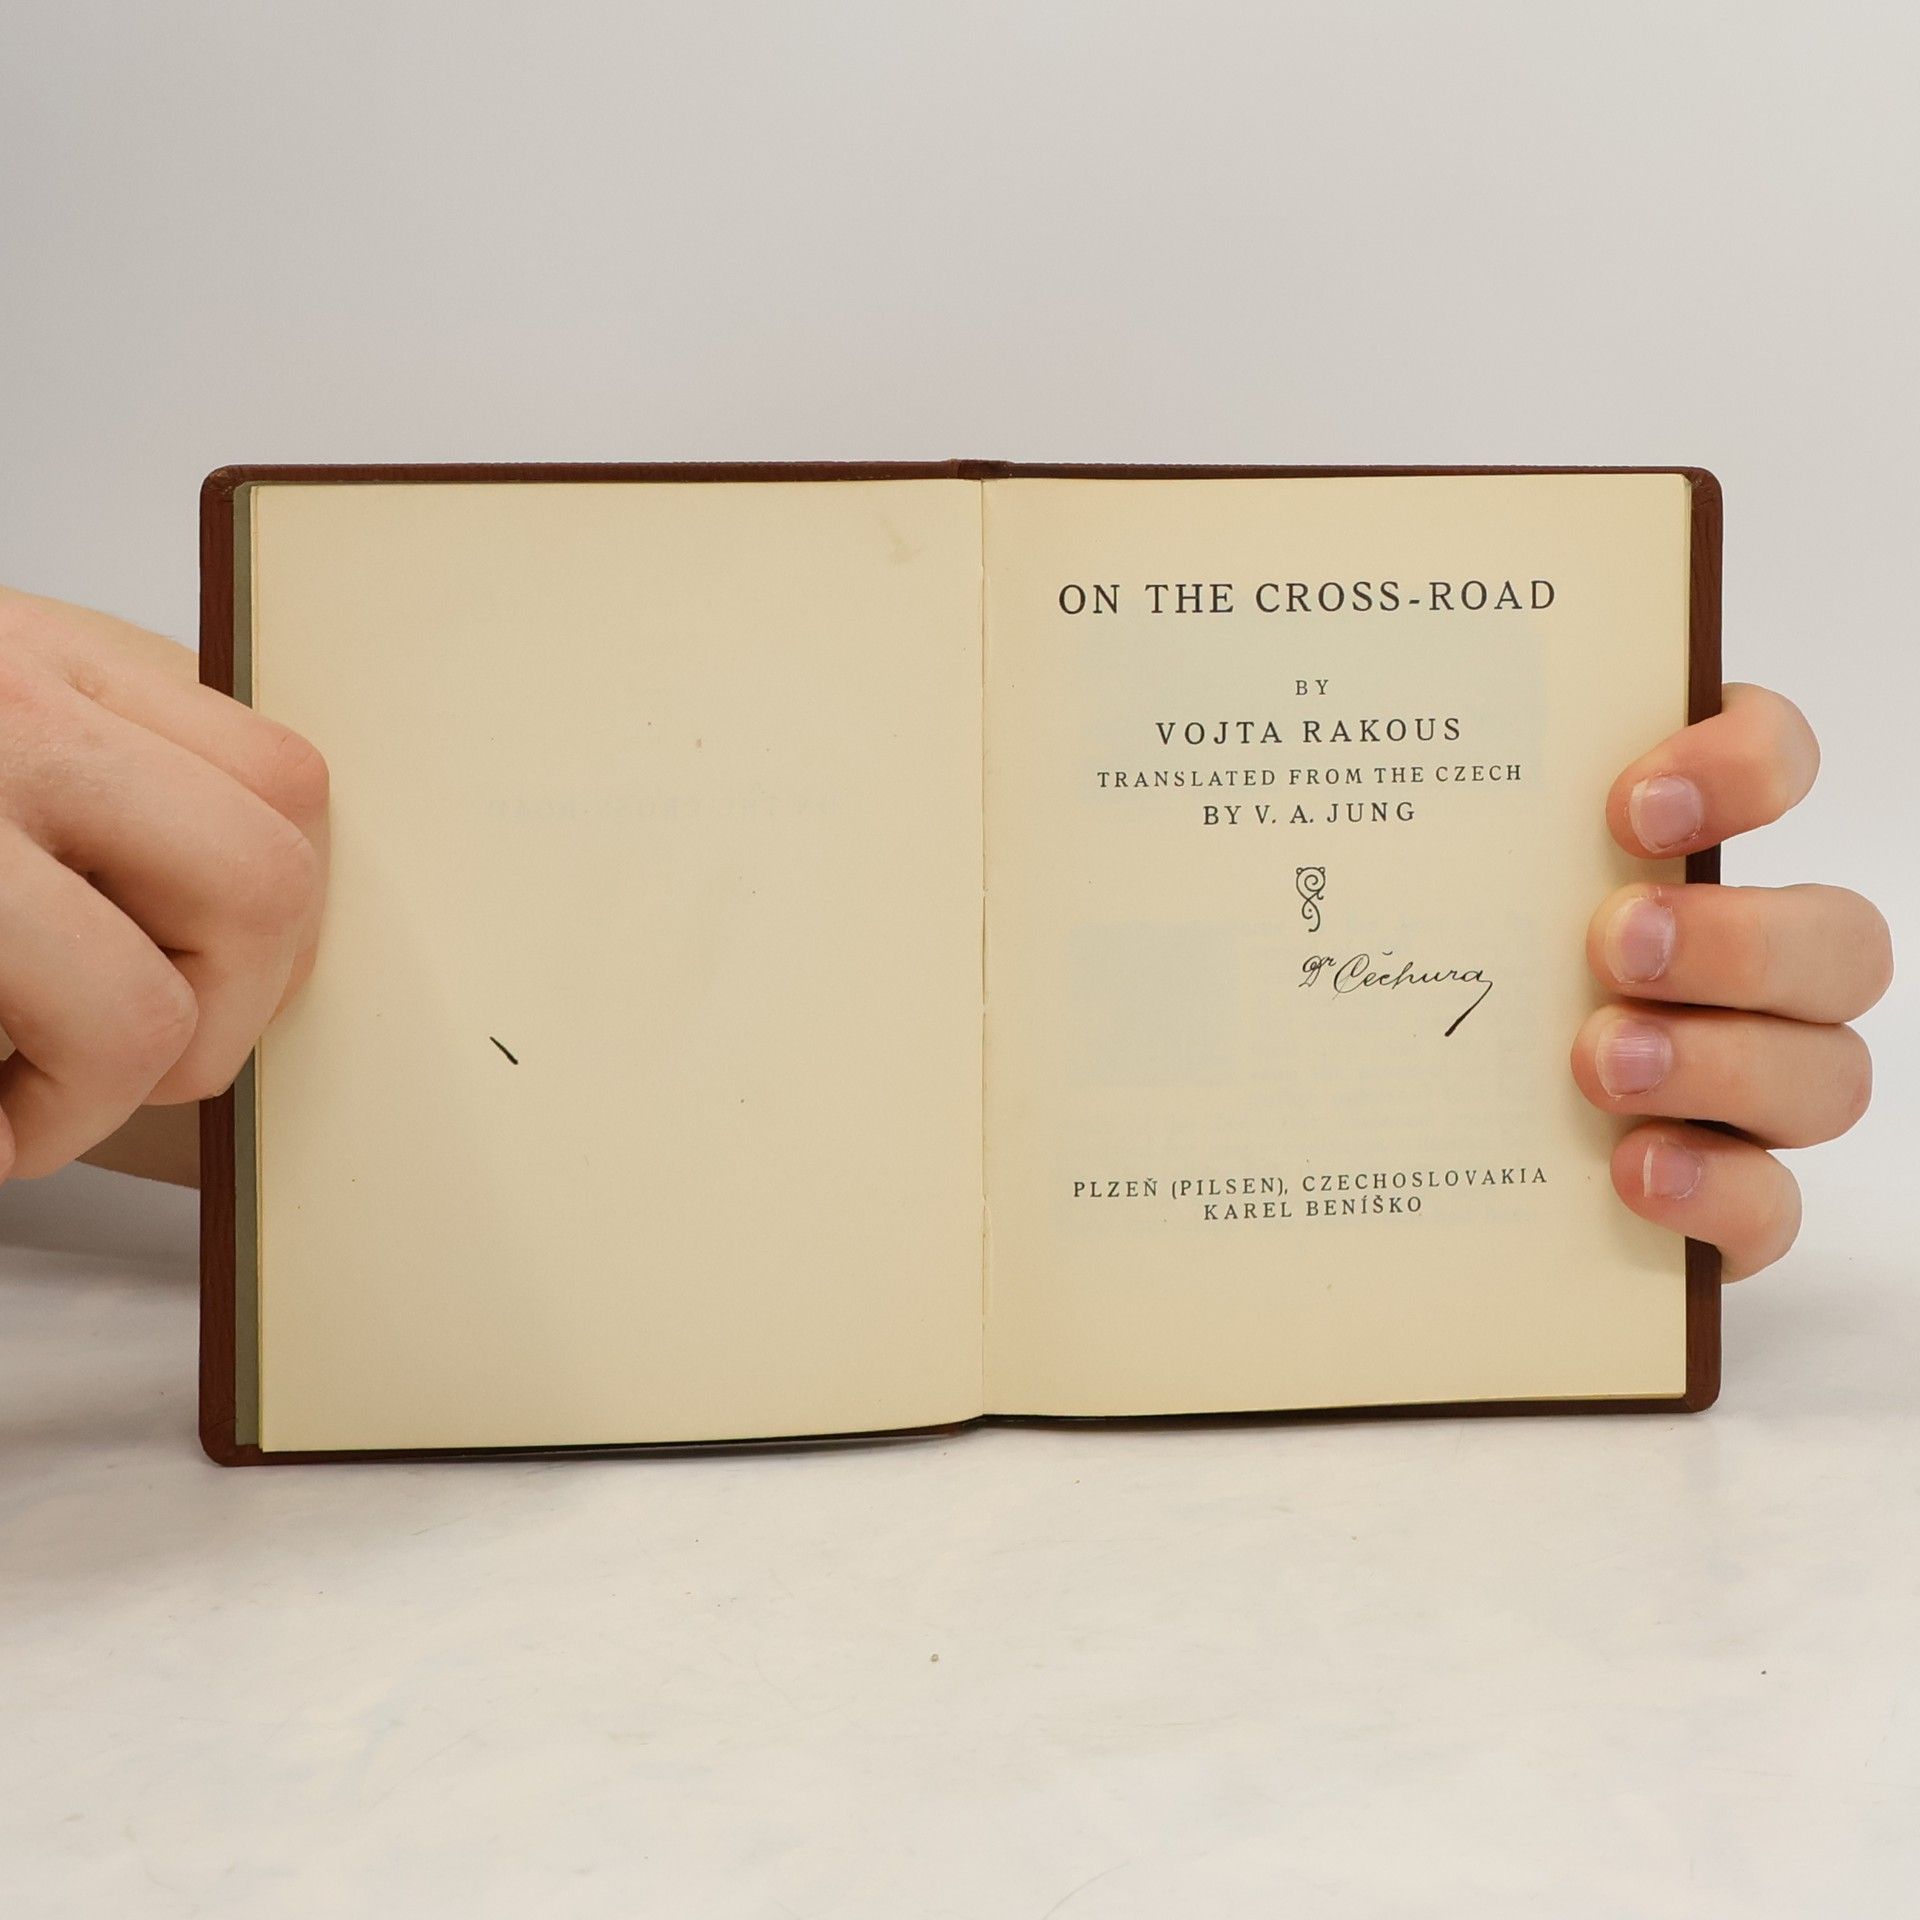 ON THE CROSS-ROAD
BY
VOJTA RAKOUS
TRANSLATED FROM THE CZECH
BY V. A. JUNG
Dr Čechura
PLZEŇ (PILSEN), CZECHOSLOVAKIA
KAREL BENÍŠKO